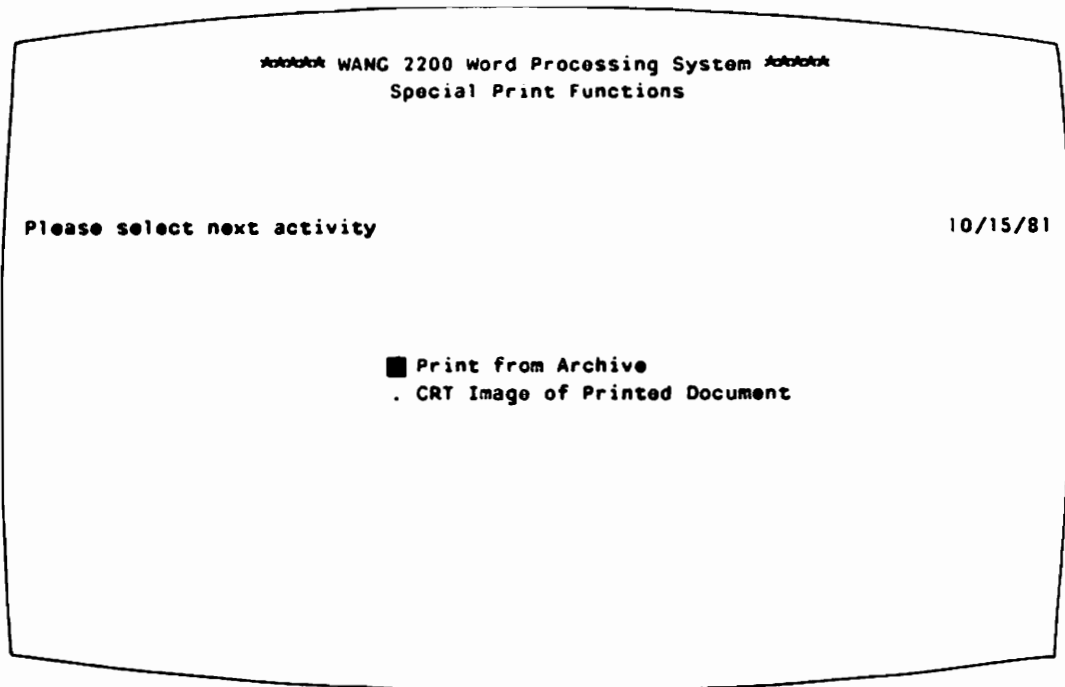 ***** WANG 2200 Word Processing System *****
Special Print Functions
Please select next activity 10/15/81
■ Print from Archive
. CRT Image of Printed Document